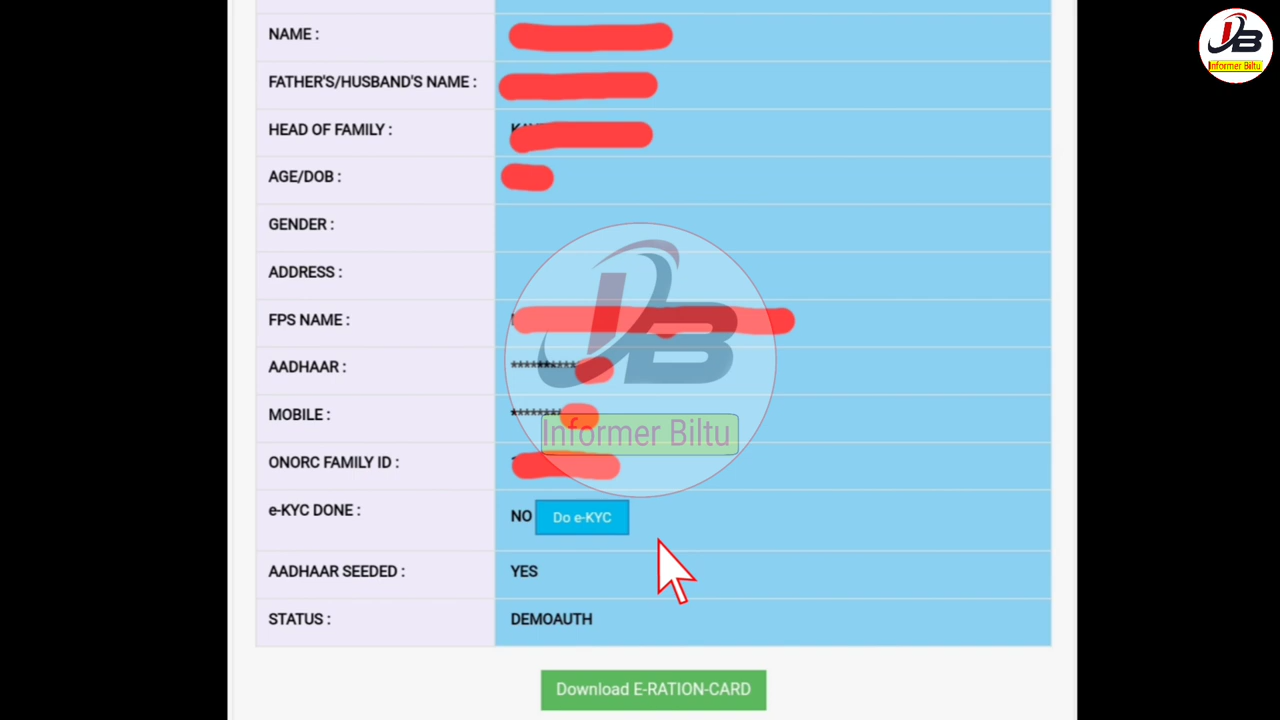 Informer Biltu
NAME :
FATHER'S/HUSBAND'S NAME :
HEAD OF FAMILY :
AGE/DOB :
GENDER :
ADDRESS :
FPS NAME :
AADHAAR : ***********
MOBILE : ********
Informer Biltu
ONORC FAMILY ID :
e-KYC DONE : NO Do e-KYC
AADHAAR SEEDED : YES
STATUS : DEMOAUTH
Download E-RATION-CARD